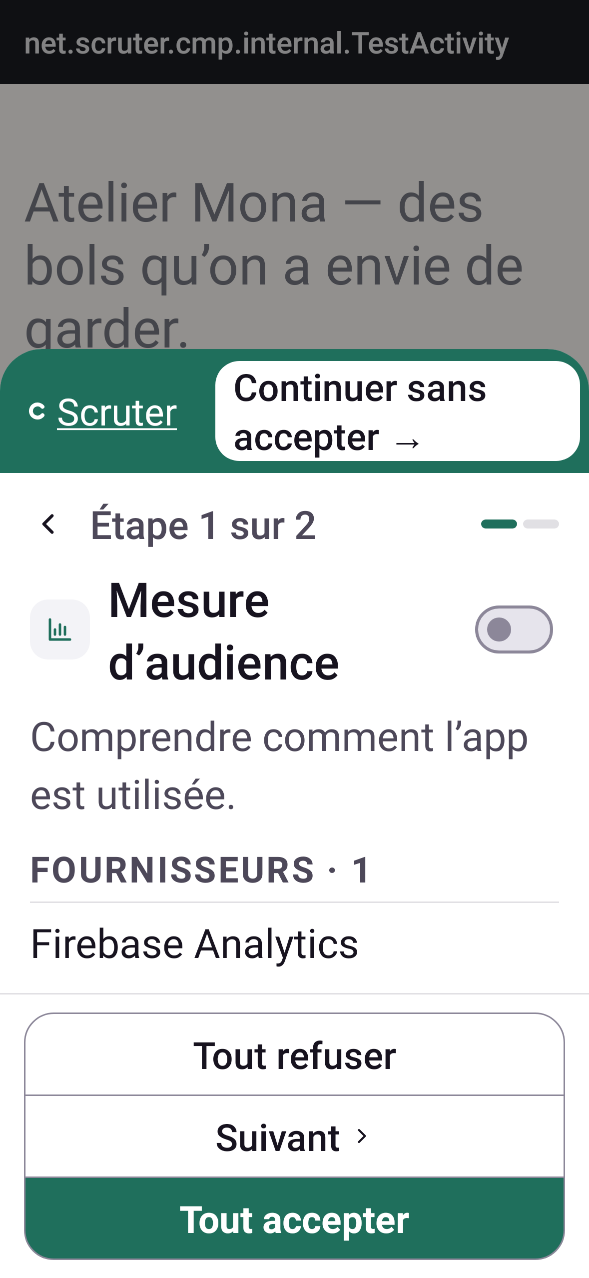 net.scruter.cmp.internal.TestActivity
Atelier Mona — des
bols qu’on a envie de
garder.
Scruter
Continuer sans
accepter →
Étape 1 sur 2
Mesure
d’audience
Comprendre comment l’app
est utilisée.
FOURNISSEURS · 1
Firebase Analytics
Tout refuser
Suivant ›
Tout accepter